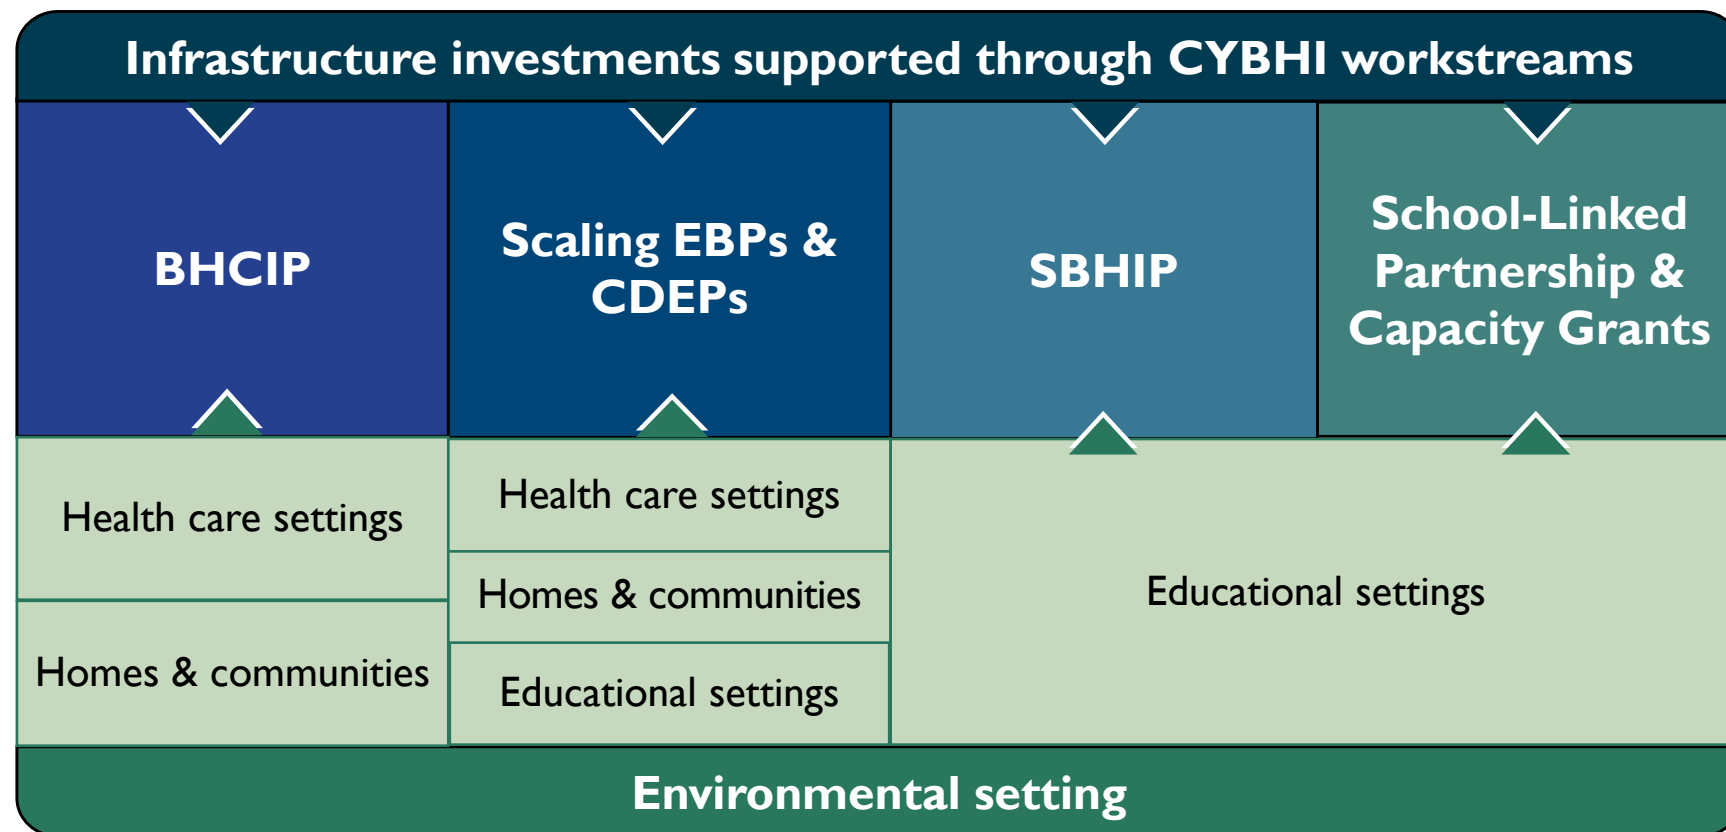 Infrastructure investments supported through CYBHI workstreams
BHCIP
Scaling EBPs &
CDEPs
SBHIP
School-Linked
Partnership &
Capacity Grants
Health care settings
Homes & communities
Health care settings
Homes & communities
Educational settings
Educational settings
Environmental setting